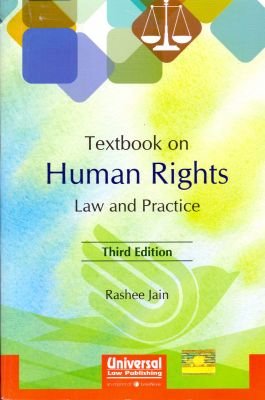 Textbook on
Human Rights
Law and Practice
Third Edition
Rashee Jain
Universal
Law Publishing